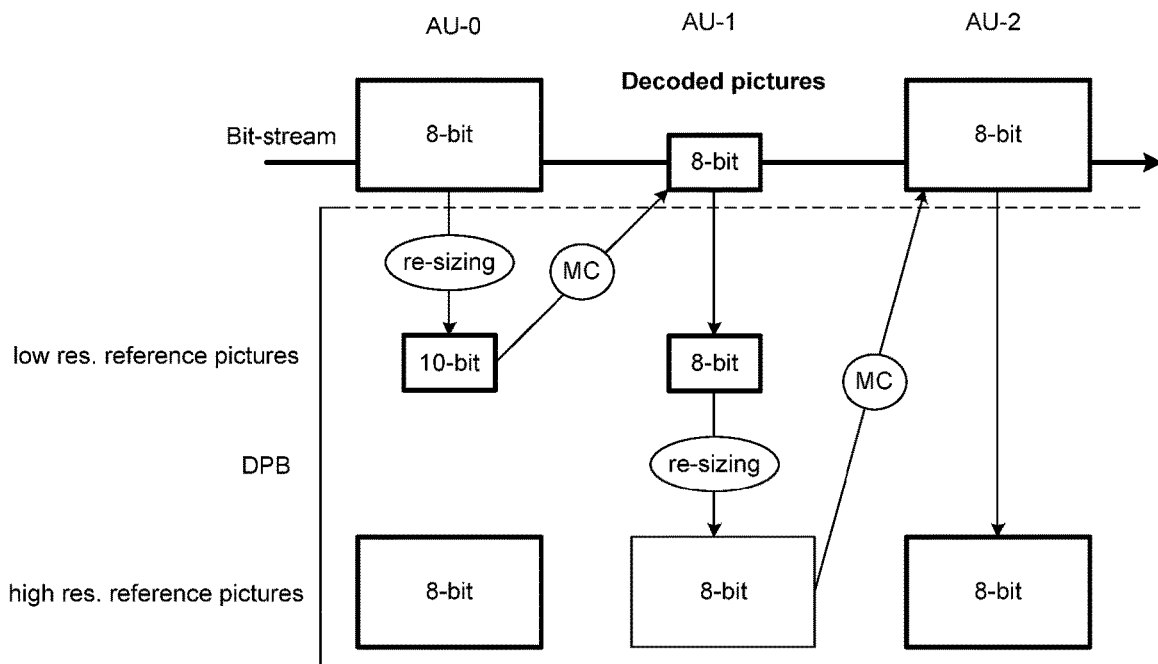 AU-0
AU-1
AU-2
Decoded pictures
Bit-stream
8-bit
8-bit
8-bit
re-sizing
MC
low res. reference pictures
10-bit
8-bit
MC
DPB
re-sizing
high res. reference pictures
8-bit
8-bit
8-bit